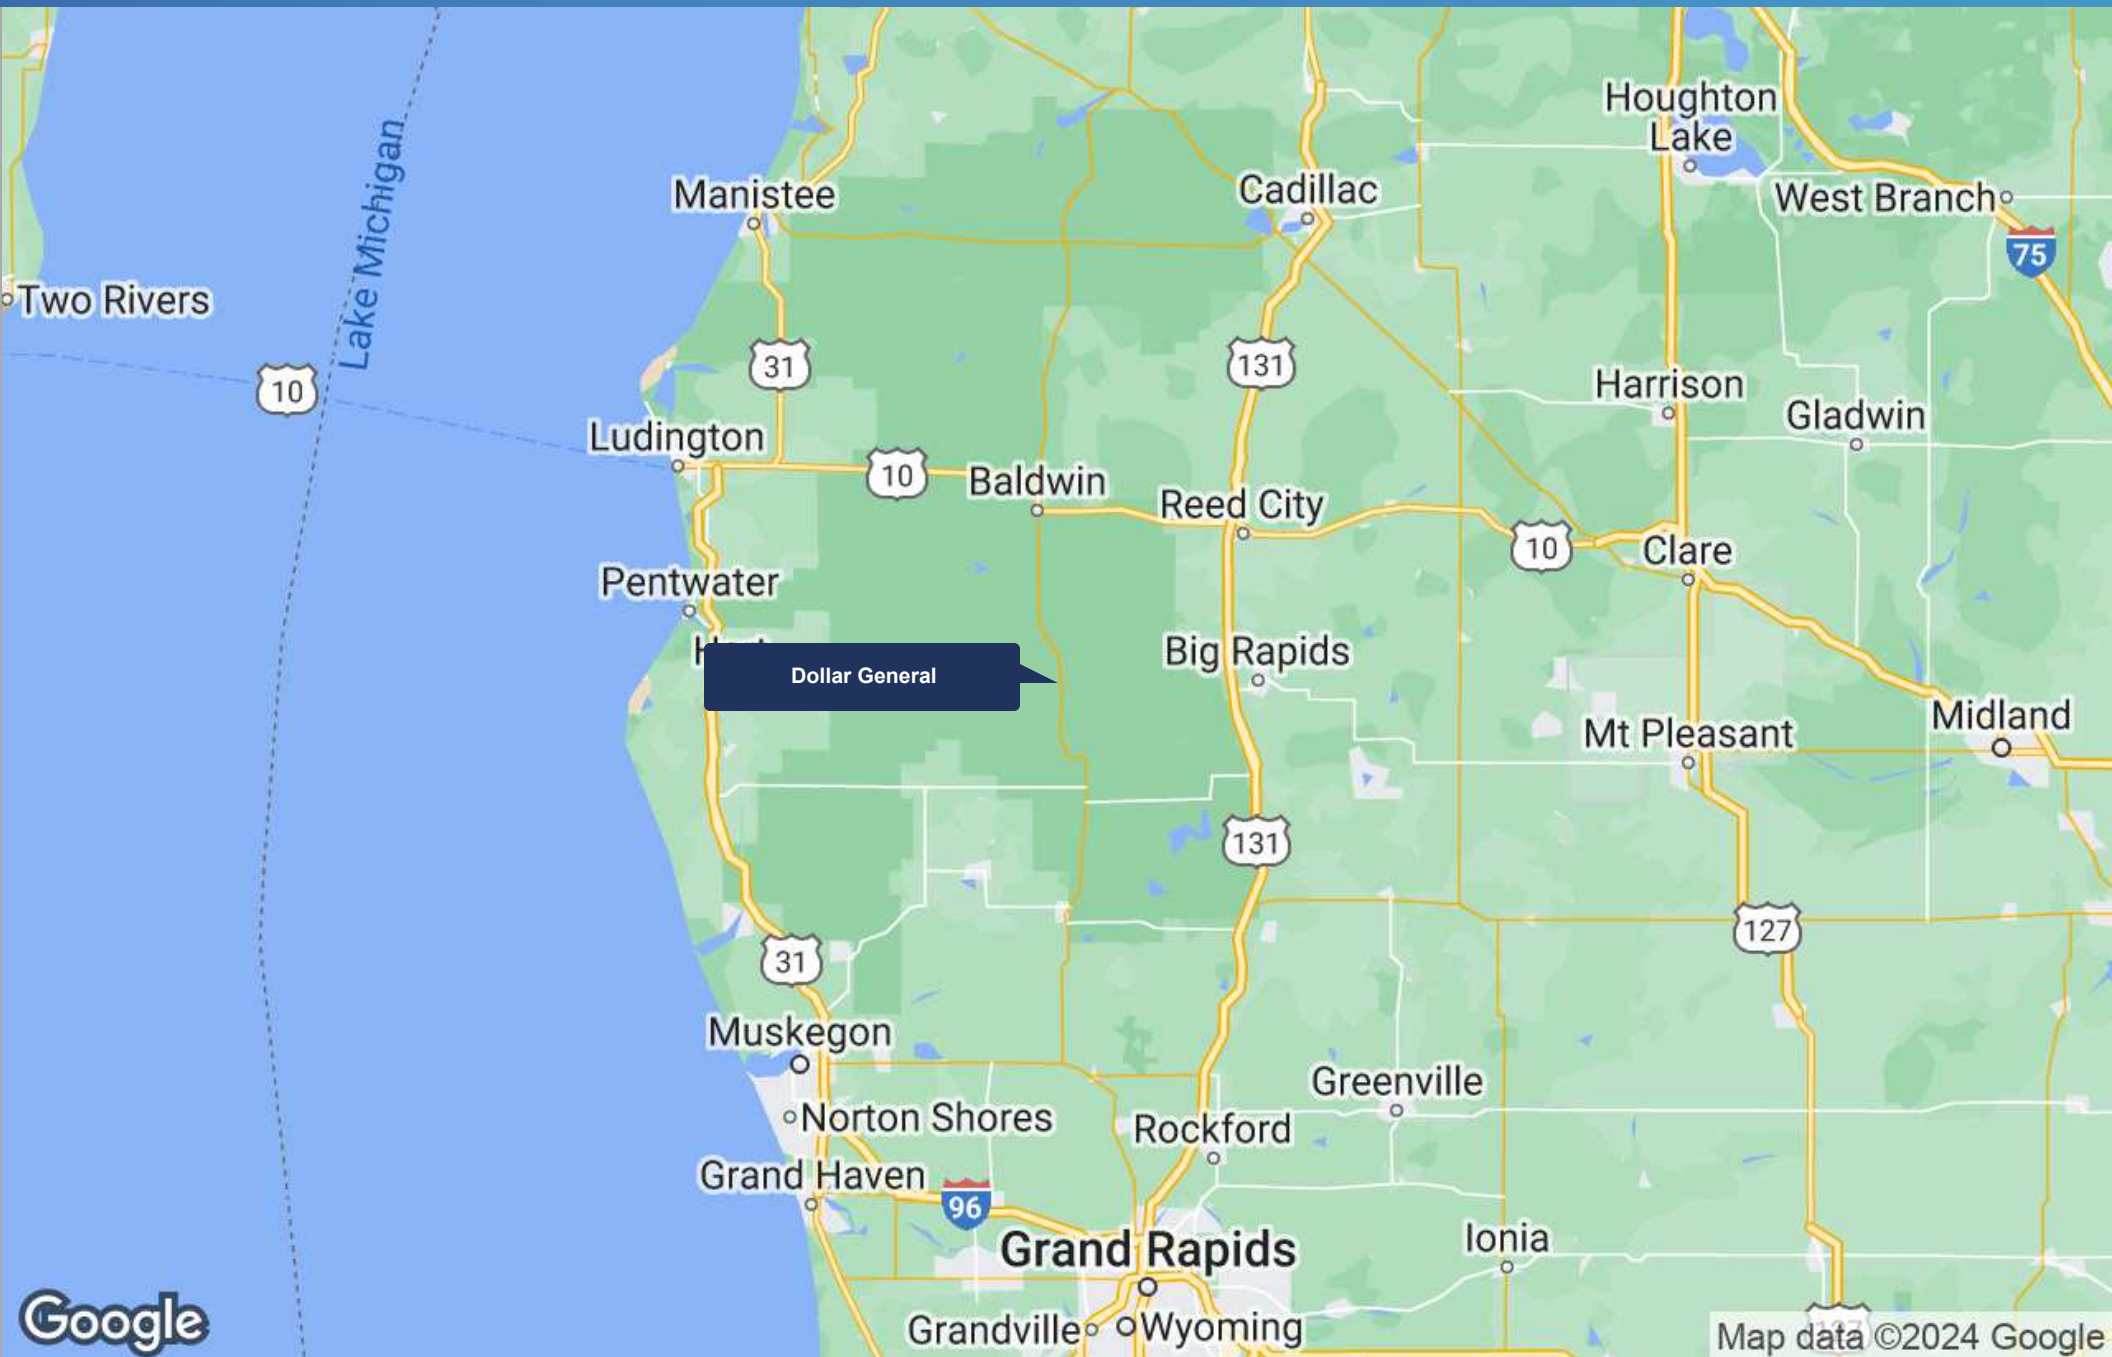 Houghton
Lake
Manistee
Cadillac
West Branch
Lake Michigan
75
Two Rivers
31
131
10
Harrison
Gladwin
Ludington
10
Baldwin
Reed City
10
Clare
Pentwater
Big Rapids
Dollar General
Midland
Mt Pleasant
131
127
31
Muskegon
Greenville
Norton Shores
Rockford
Grand Haven
96
Ionia
Grand Rapids
Google
Grandville
Wyoming
Map data ©2024 Google